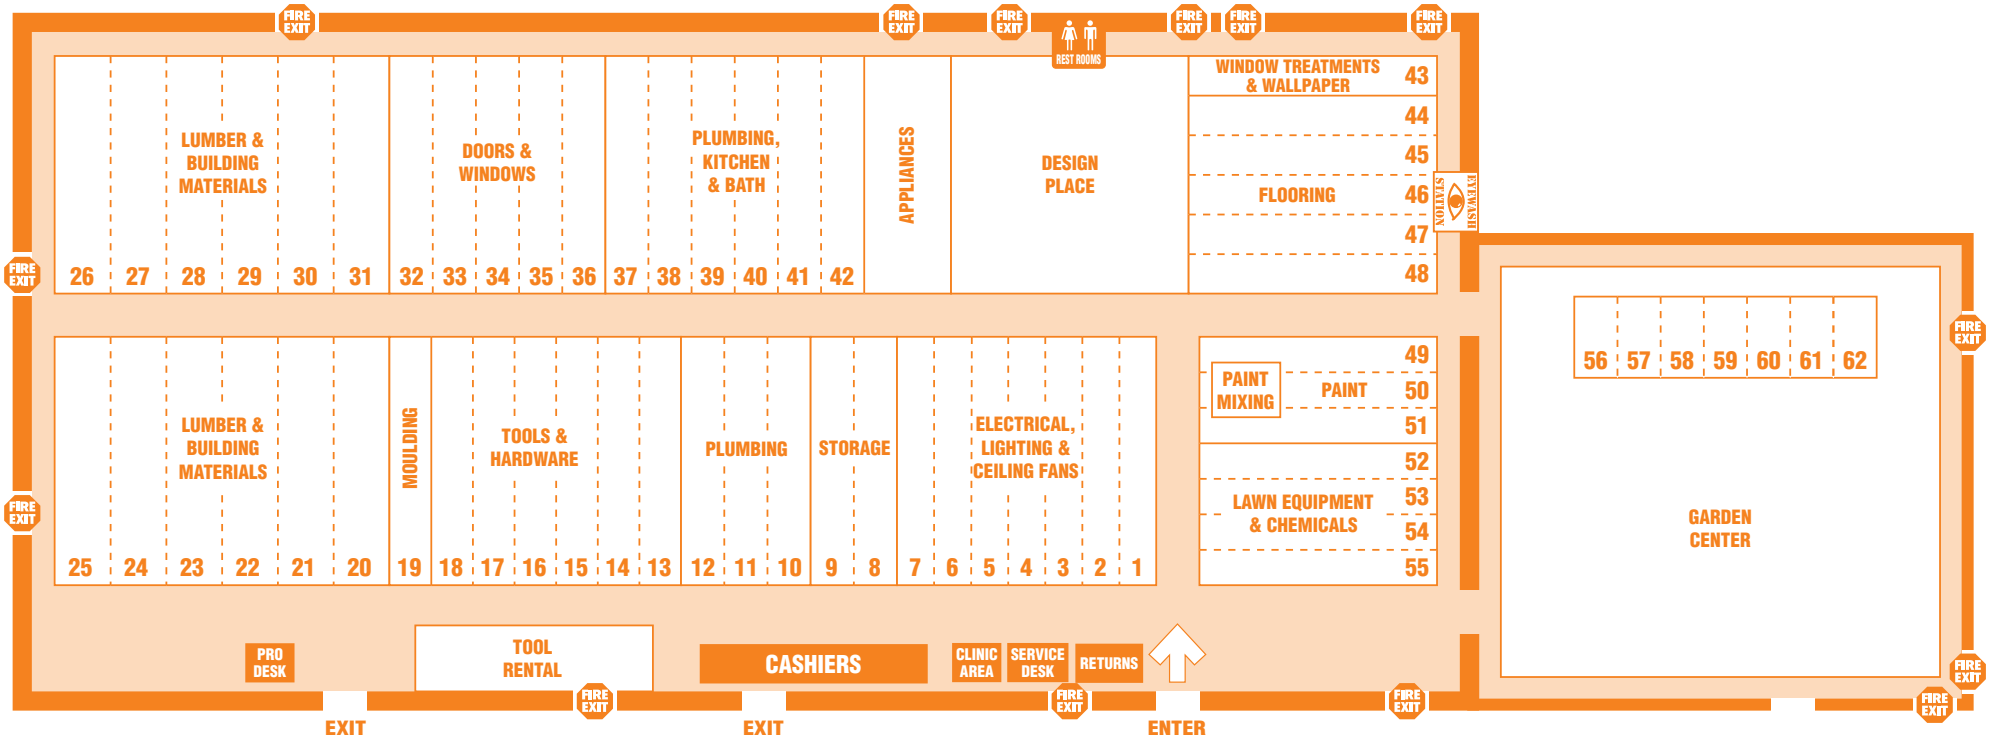 FIRE EXIT
FIRE EXIT
FIRE EXIT
FIRE EXIT
FIRE EXIT
FIRE EXIT
REST ROOMS
LUMBER &
BUILDING
MATERIALS
26 27 28 29 30 31
DOORS &
WINDOWS
32 33 34 35 36
PLUMBING,
KITCHEN
& BATH
37 38 39 40 41 42
APPLIANCES
DESIGN
PLACE
WINDOW TREATMENTS
& WALLPAPER
43
44
45
FLOORING 46
47
48
EYEWASH
STATION
FIRE EXIT
FIRE EXIT
LUMBER &
BUILDING
MATERIALS
25 24 23 22 21 20
MOULDING
19
TOOLS &
HARDWARE
18 17 16 15 14 13
PLUMBING
12 11 10
STORAGE
9 8
ELECTRICAL,
LIGHTING &
CEILING FANS
7 6 5 4 3 2 1
49
PAINT
MIXING
PAINT 50
51
52
53
LAWN EQUIPMENT
& CHEMICALS
54
55
56 57 58 59 60 61 62
GARDEN
CENTER
FIRE EXIT
FIRE EXIT
FIRE EXIT
PRO
DESK
TOOL
RENTAL
CASHIERS
CLINIC
AREA
SERVICE
DESK
RETURNS
FIRE EXIT
FIRE EXIT
FIRE EXIT
EXIT
EXIT
ENTER